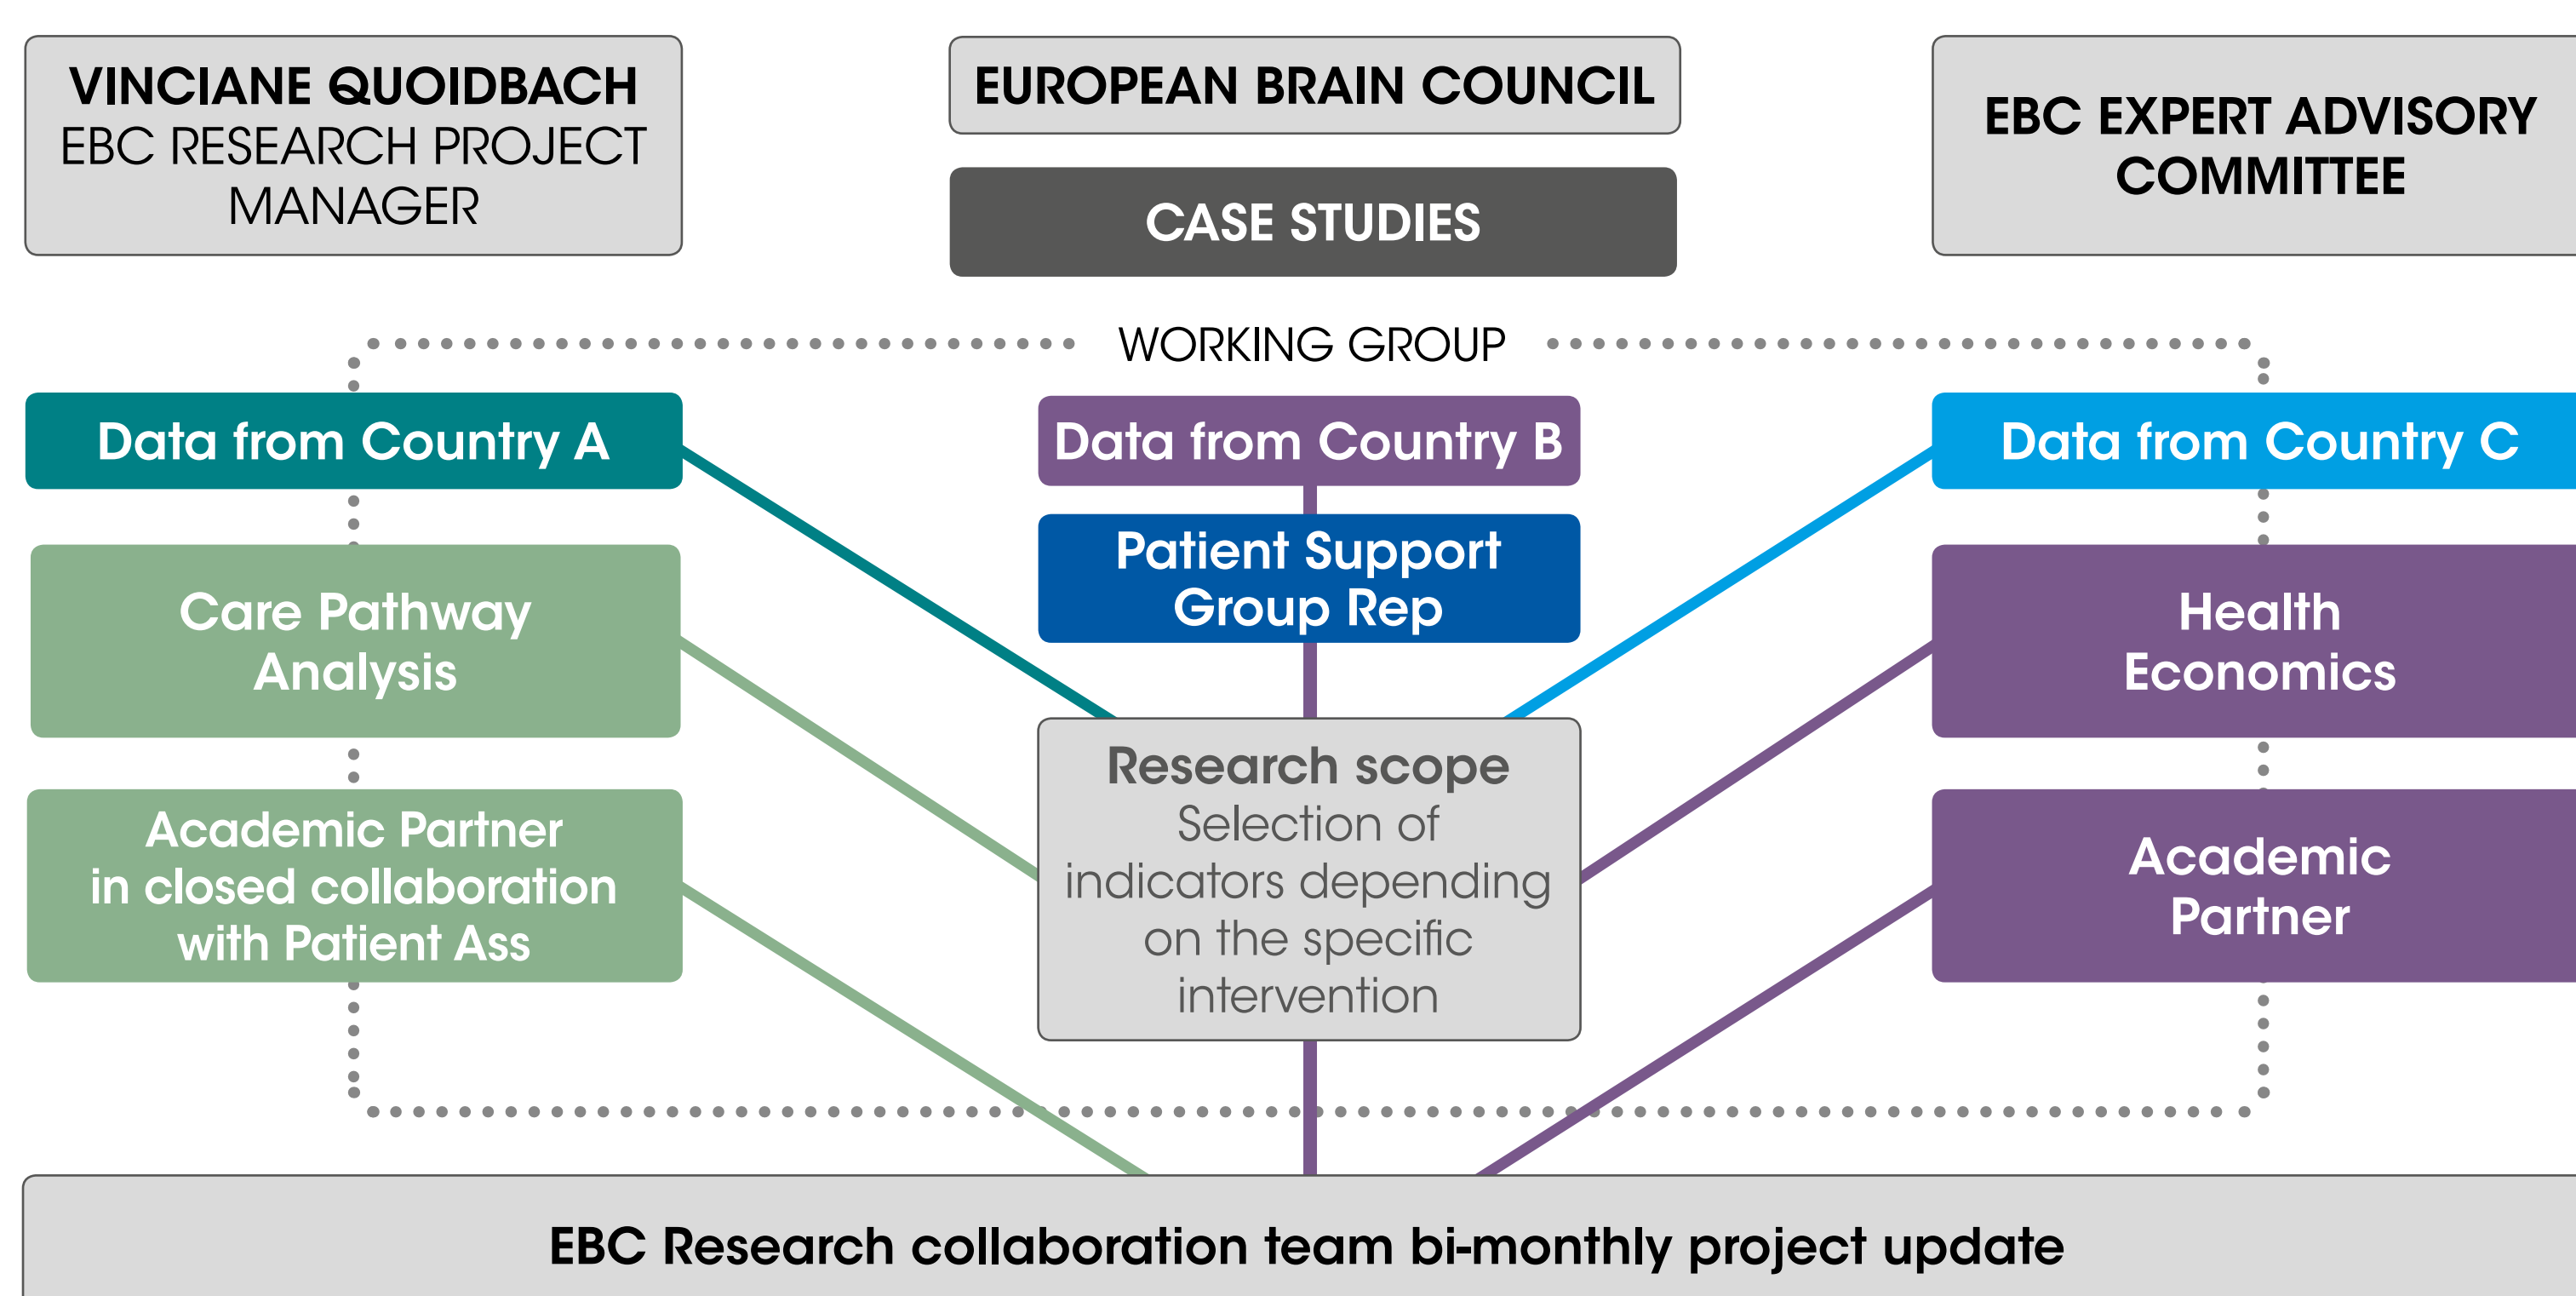 VINCIANE QUOIDBACH
EBC RESEARCH PROJECT
MANAGER
EUROPEAN BRAIN COUNCIL
CASE STUDIES
EBC EXPERT ADVISORY
COMMITTEE
WORKING GROUP
Data from Country A
Data from Country B
Data from Country C
Care Pathway
Analysis
Patient Support
Group Rep
Health
Economics
Academic Partner
in closed collaboration
with Patient Ass
Research scope
Selection of
indicators depending
on the specific
intervention
Academic
Partner
EBC Research collaboration team bi-monthly project update